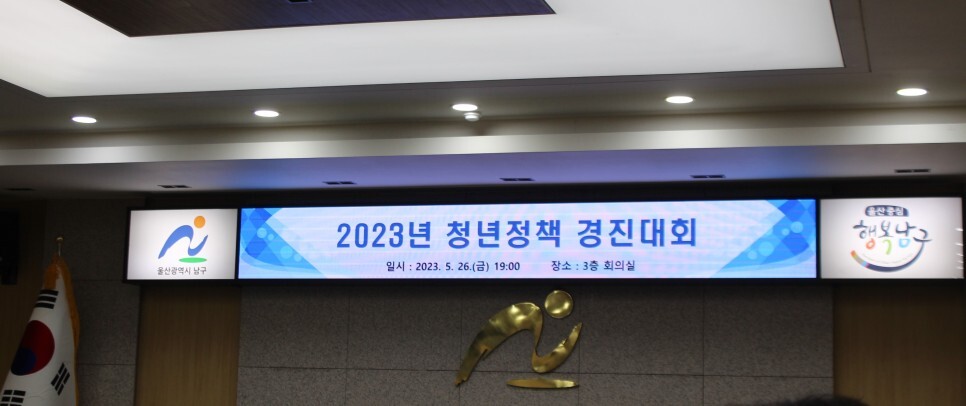 2023년 청년정책 경진대회
일시 : 2023. 5. 26.(금) 19:00 장소 : 3층 회의실
울산광역시 남구
울산중심
행복남구